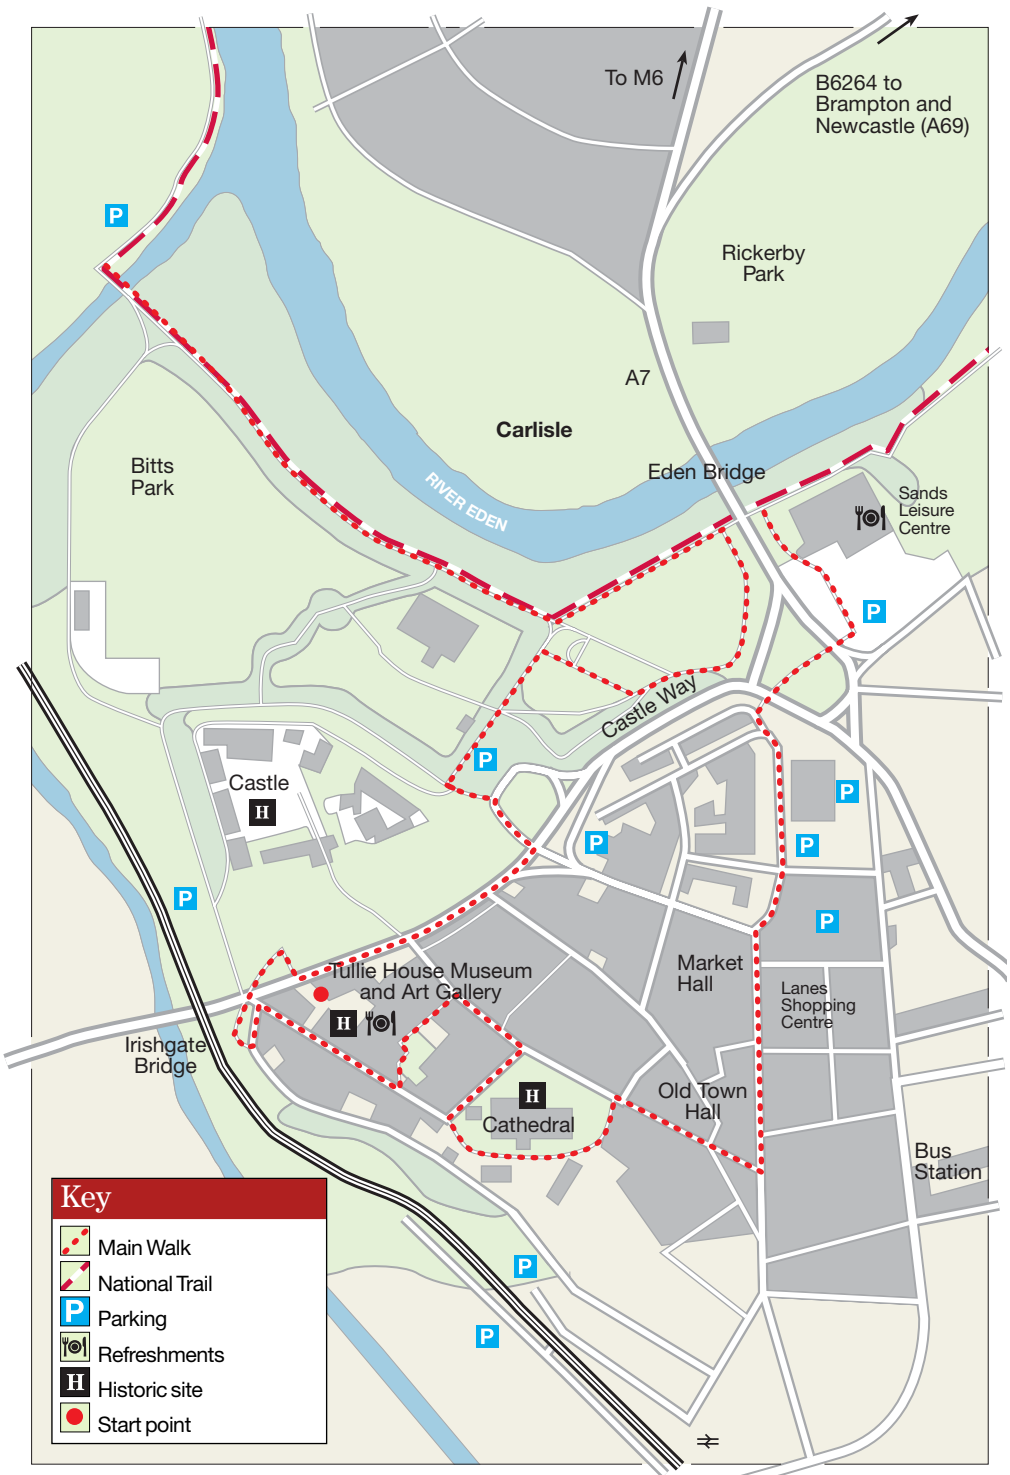 To M6
B6264 to
Brampton and
Newcastle (A69)
P
Rickerby
Park
A7
Carlisle
Eden Bridge
Bitts
Park
RIVER EDEN
Sands
Leisure
Centre
P
Castle Way
P
Castle
H
P
P
P
P
P
Market
Hall
Tullie House Museum
and Art Gallery
Lanes
Shopping
Centre
H
Irishgate
Bridge
H
Old Town
Hall
Cathedral
Bus
Station
Key
Main Walk
National Trail
P
Parking
Refreshments
H
Historic site
Start point
P
P